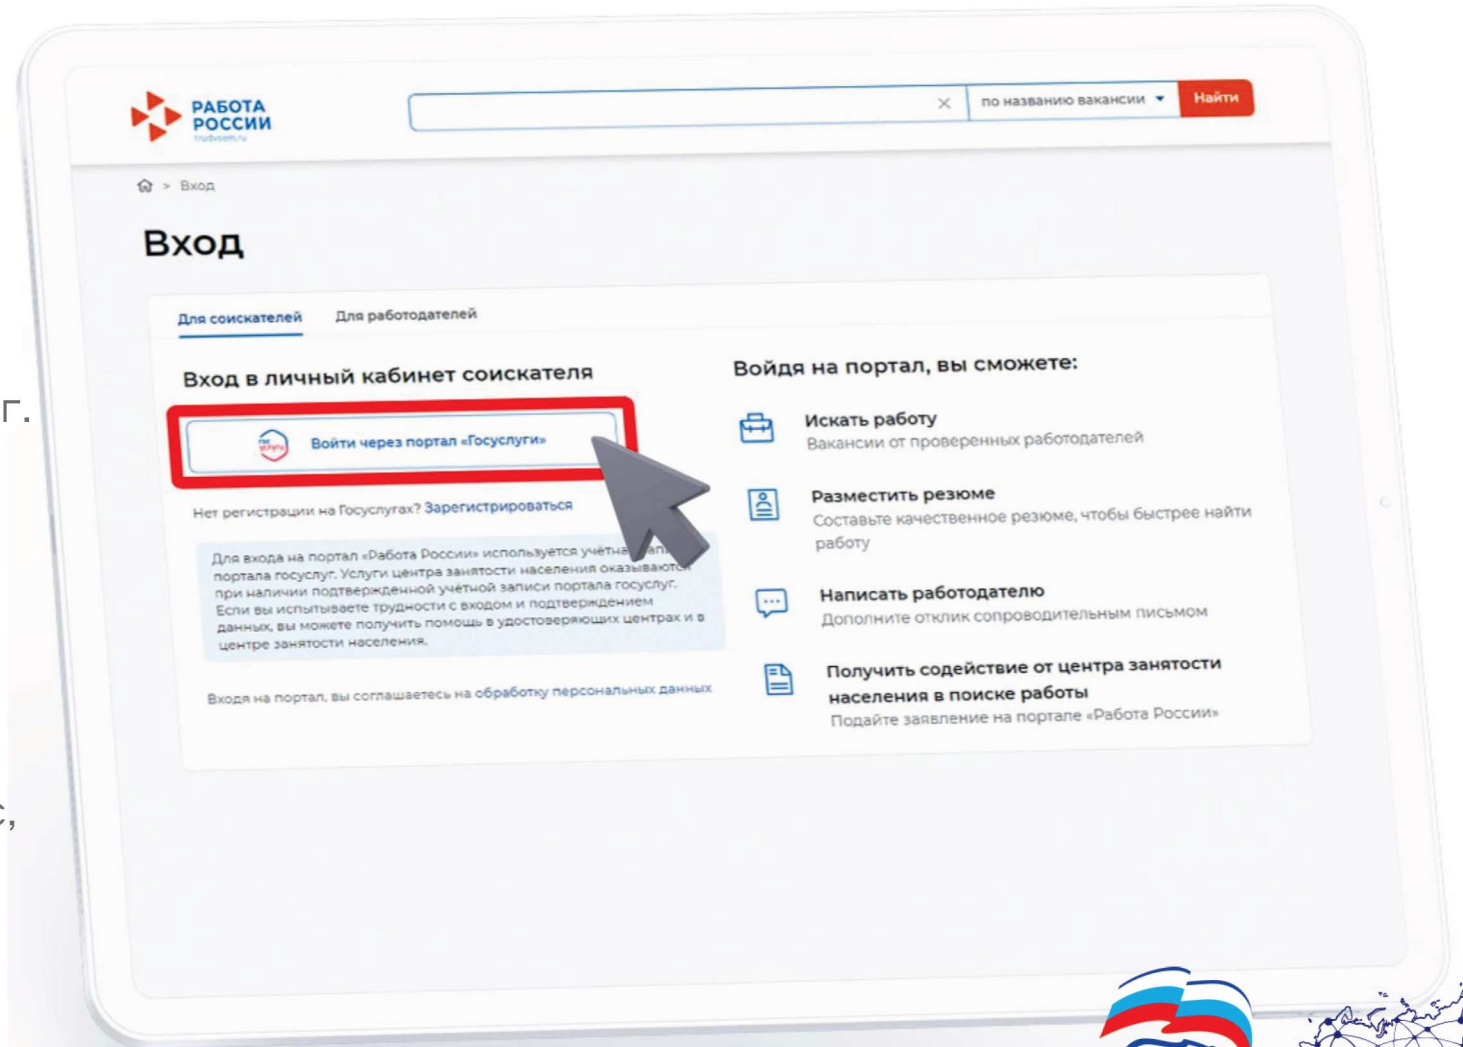 РАБОТА
РОССИИ
trudvsem.ru
по названию вакансии
Найти
> Вход
Вход
Для соискателей
Для работодателей
Вход в личный кабинет соискателя
гос
услуги
Войти через портал «Госуслуги»
Нет регистрации на Госуслугах? Зарегистрироваться
Для входа на портал «Работа России» используется
портала госуслуг. Услуги центра занятости населения оказываются
при наличии подтвержденной учётной записи портала госуслуг.
Если вы испытываете трудности с входом и подтверждением
данных, вы можете получить помощь в удостоверяющих центрах и в
центре занятости населения.
Входя на портал, вы соглашаетесь на обработку персональных данных
Войдя на портал, вы сможете:
Искать работу
Вакансии от проверенных работодателей
Разместить резюме
Составьте качественное резюме, чтобы быстрее найти
работу
Написать работодателю
Дополните отклик сопроводительным письмом
Получить содействие от центра занятости
населения в поиске работы
Подайте заявление на портале «Работа России»
г.
с,